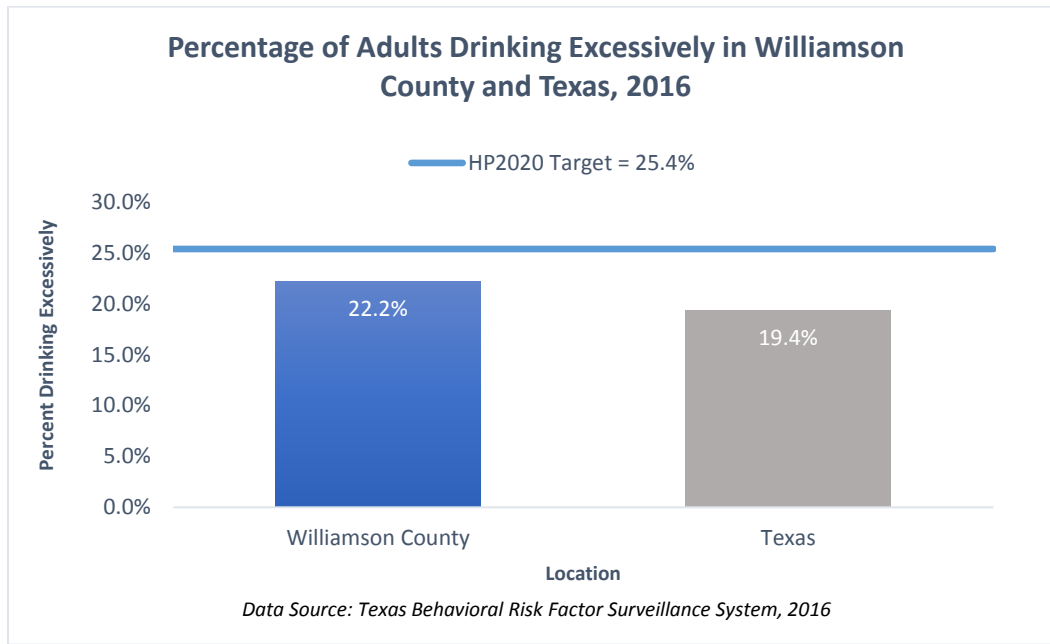 Percentage of Adults Drinking Excessively in Williamson
County and Texas, 2016
HP2020 Target = 25.4%
Percent Drinking Excessively
30.0%
25.0%
20.0%
15.0%
10.0%
5.0%
0.0%
22.2%
19.4%
Williamson County
Texas
Location
Data Source: Texas Behavioral Risk Factor Surveillance System, 2016